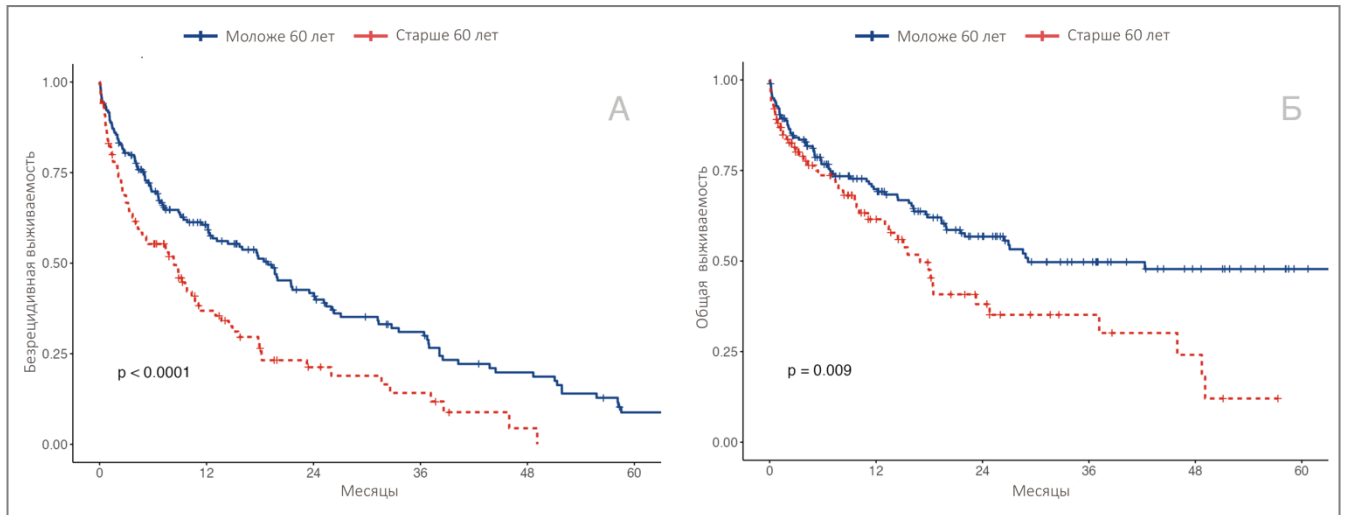 Моложе 60 лет Старше 60 лет
А
Безрецидивная выживаемость
1.00
0.75
0.50
0.25
0.00
p < 0.0001
0 12 24 36 48 60
Месяцы
Моложе 60 лет Старше 60 лет
Б
Общая выживаемость
1.00
0.75
0.50
0.25
0.00
p = 0.009
0 12 24 36 48 60
Месяцы